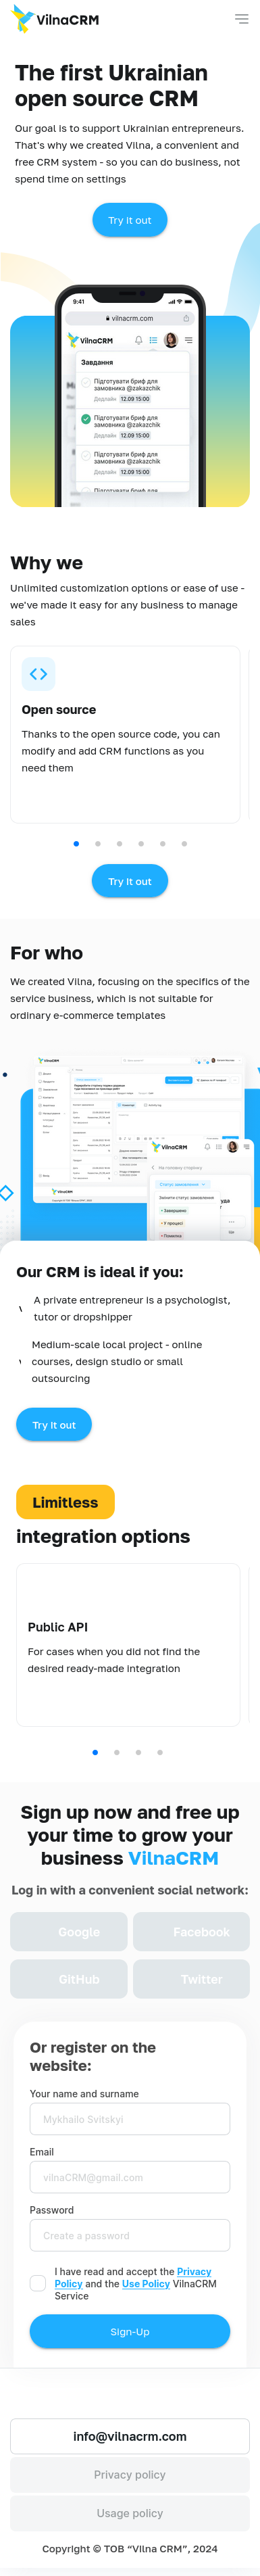 VilnaCRM
The first Ukrainian
open source CRM
Our goal is to support Ukrainian entrepreneurs.
That's why we created Vilna, a convenient and
free CRM system - so you can do business, not
spend time on settings
Try it out
9:41
vilnacrm.com
VilnaCRM
Завдання
Підготувати бриф для
замовника @zakazchik
Дедлайн 12.09 15:00
Підготувати бриф для
замовника @zakazchik
Дедлайн 12.09 15:00
Підготувати бриф для
замовника @zakazchik
Дедлайн 12.09 15:00
Підготувати бриф для
замовника @zakazchik
Дедлайн 12.09 15:00
Підготувати бриф для
Why we
Unlimited customization options or ease of use -
we've made it easy for any business to manage
sales
Open source
Thanks to the open source code, you can
modify and add CRM functions as you
need them
Try it out
For who
We created Vilna, focusing on the specifics of the
service business, which is not suitable for
ordinary e-commerce templates
VilnaCRM
VilnaCRM
На головну сторінку
Статус замовлення
Змінити статус замовлення
Завершено
У процесі
Помилка
VilnaCRM
Our CRM is ideal if you:
A private entrepreneur is a psychologist,
tutor or dropshipper
Medium-scale local project - online
courses, design studio or small
outsourcing
Try it out
Limitless
integration options
Public API
For cases when you did not find the
desired ready-made integration
Sign up now and free up
your time to grow your
business VilnaCRM
Log in with a convenient social network:
Google
Facebook
GitHub
Twitter
Or register on the
website:
Your name and surname
Mykhailo Svitskyi
Email
vilnaCRM@gmail.com
Password
Create a password
I have read and accept the Privacy
Policy and the Use Policy VilnaCRM
Service
Sign-Up
info@vilnacrm.com
Privacy policy
Usage policy
Copyright © ТОВ “Vilna CRM”, 2024